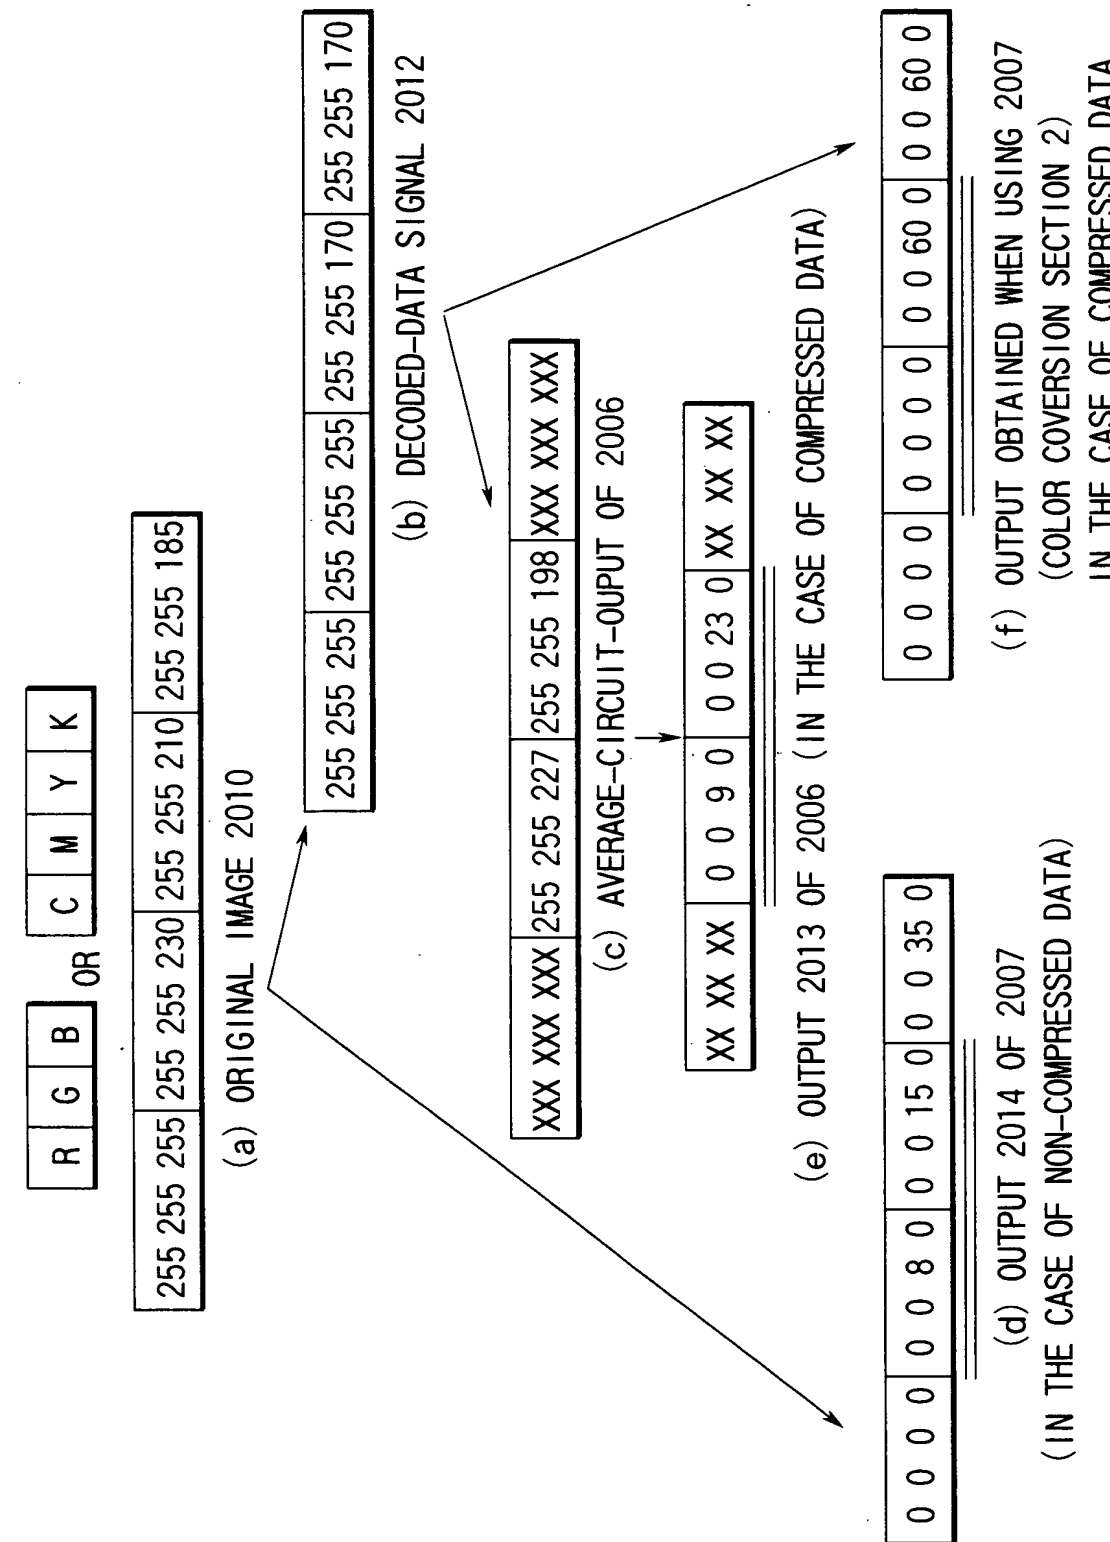 R G B OR C M Y K
255 255 255 255 255 230 255 255 210 255 255 185
(a) ORIGINAL IMAGE 2010
255 255 255 255 255 255 255 255 170 255 255 170
(b) DECODED-DATA SIGNAL 2012
XXX XXX XXX 255 255 227 255 255 198 XXX XXX XXX
(c) AVERAGE-CIRCUIT-OUPUT OF 2006
XX XX XX 0 0 9 0 0 0 23 0 XX XX XX
(e) OUTPUT 2013 OF 2006 (IN THE CASE OF COMPRESSED DATA)
0 0 0 0 0 0 8 0 0 0 15 0 0 0 35 0
(d) OUTPUT 2014 OF 2007
(IN THE CASE OF NON-COMPRESSED DATA)
0 0 0 0 0 0 0 0 0 0 60 0 0 0 60 0
(f) OUTPUT OBTAINED WHEN USING 2007
(COLOR COVERSION SECTION 2)
IN THE CASE OF COMPRESSED DATA